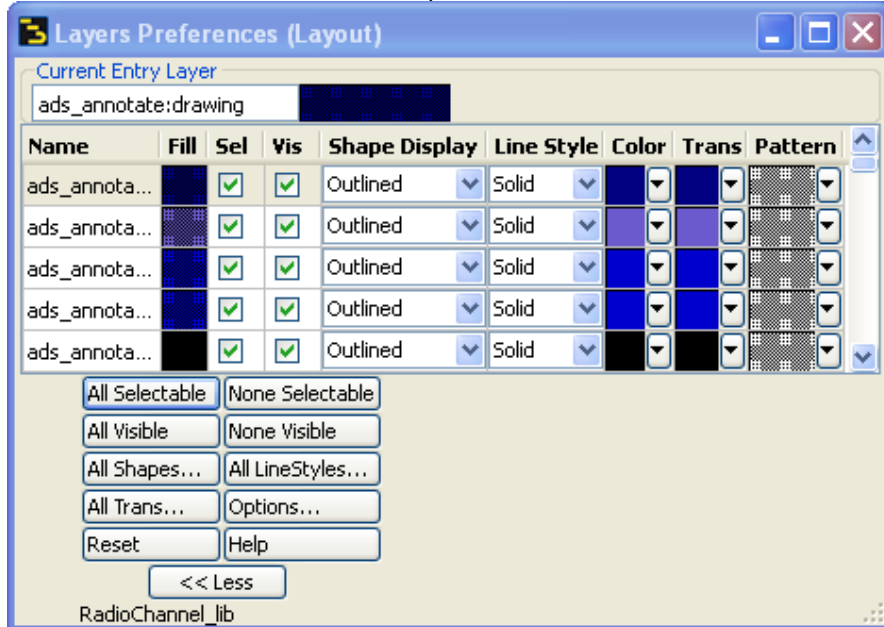 Layers Preferences (Layout)
Current Entry Layer
ads_annotate:drawing
Name Fill Sel Vis Shape Display Line Style Color Trans Pattern
ads_annota... Outlined Solid
ads_annota... Outlined Solid
ads_annota... Outlined Solid
ads_annota... Outlined Solid
ads_annota... Outlined Solid
All Selectable None Selectable
All Visible None Visible
All Shapes... All LineStyles...
All Trans... Options...
Reset Help
<< Less
RadioChannel_lib